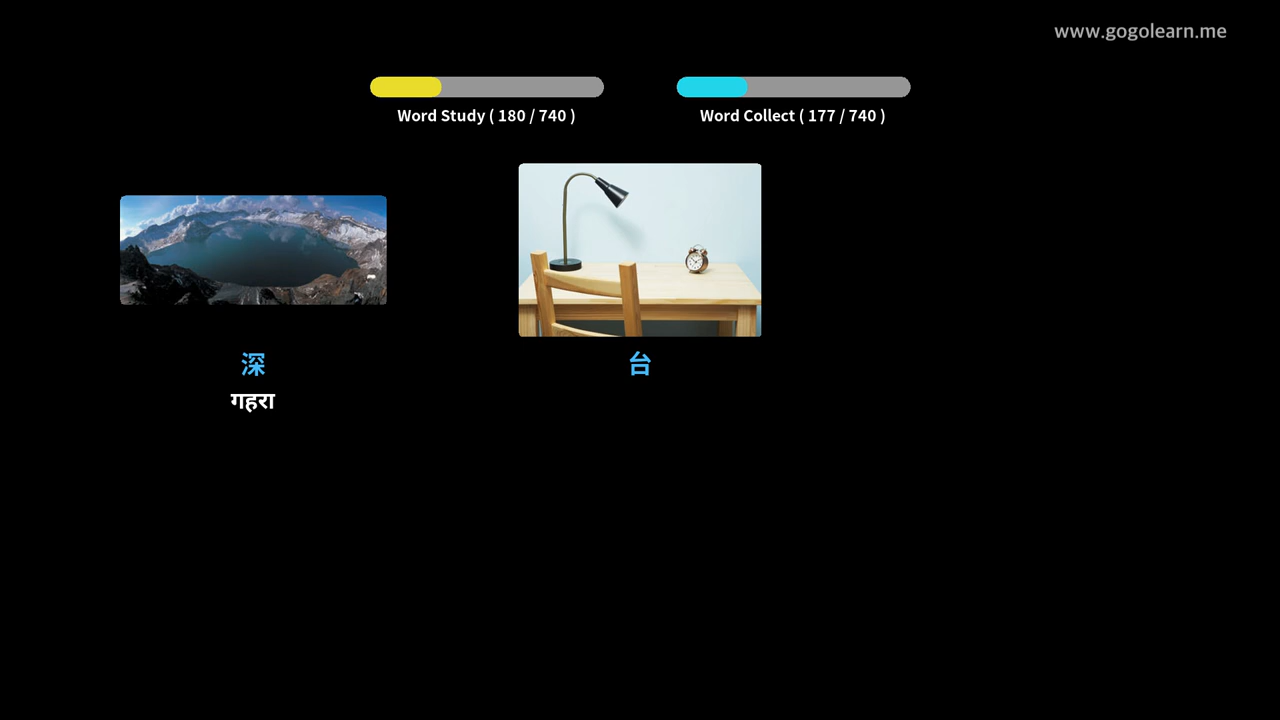 www.gogolearn.me
Word Study ( 180 / 740 )
Word Collect ( 177 / 740 )
深
गहरा
台